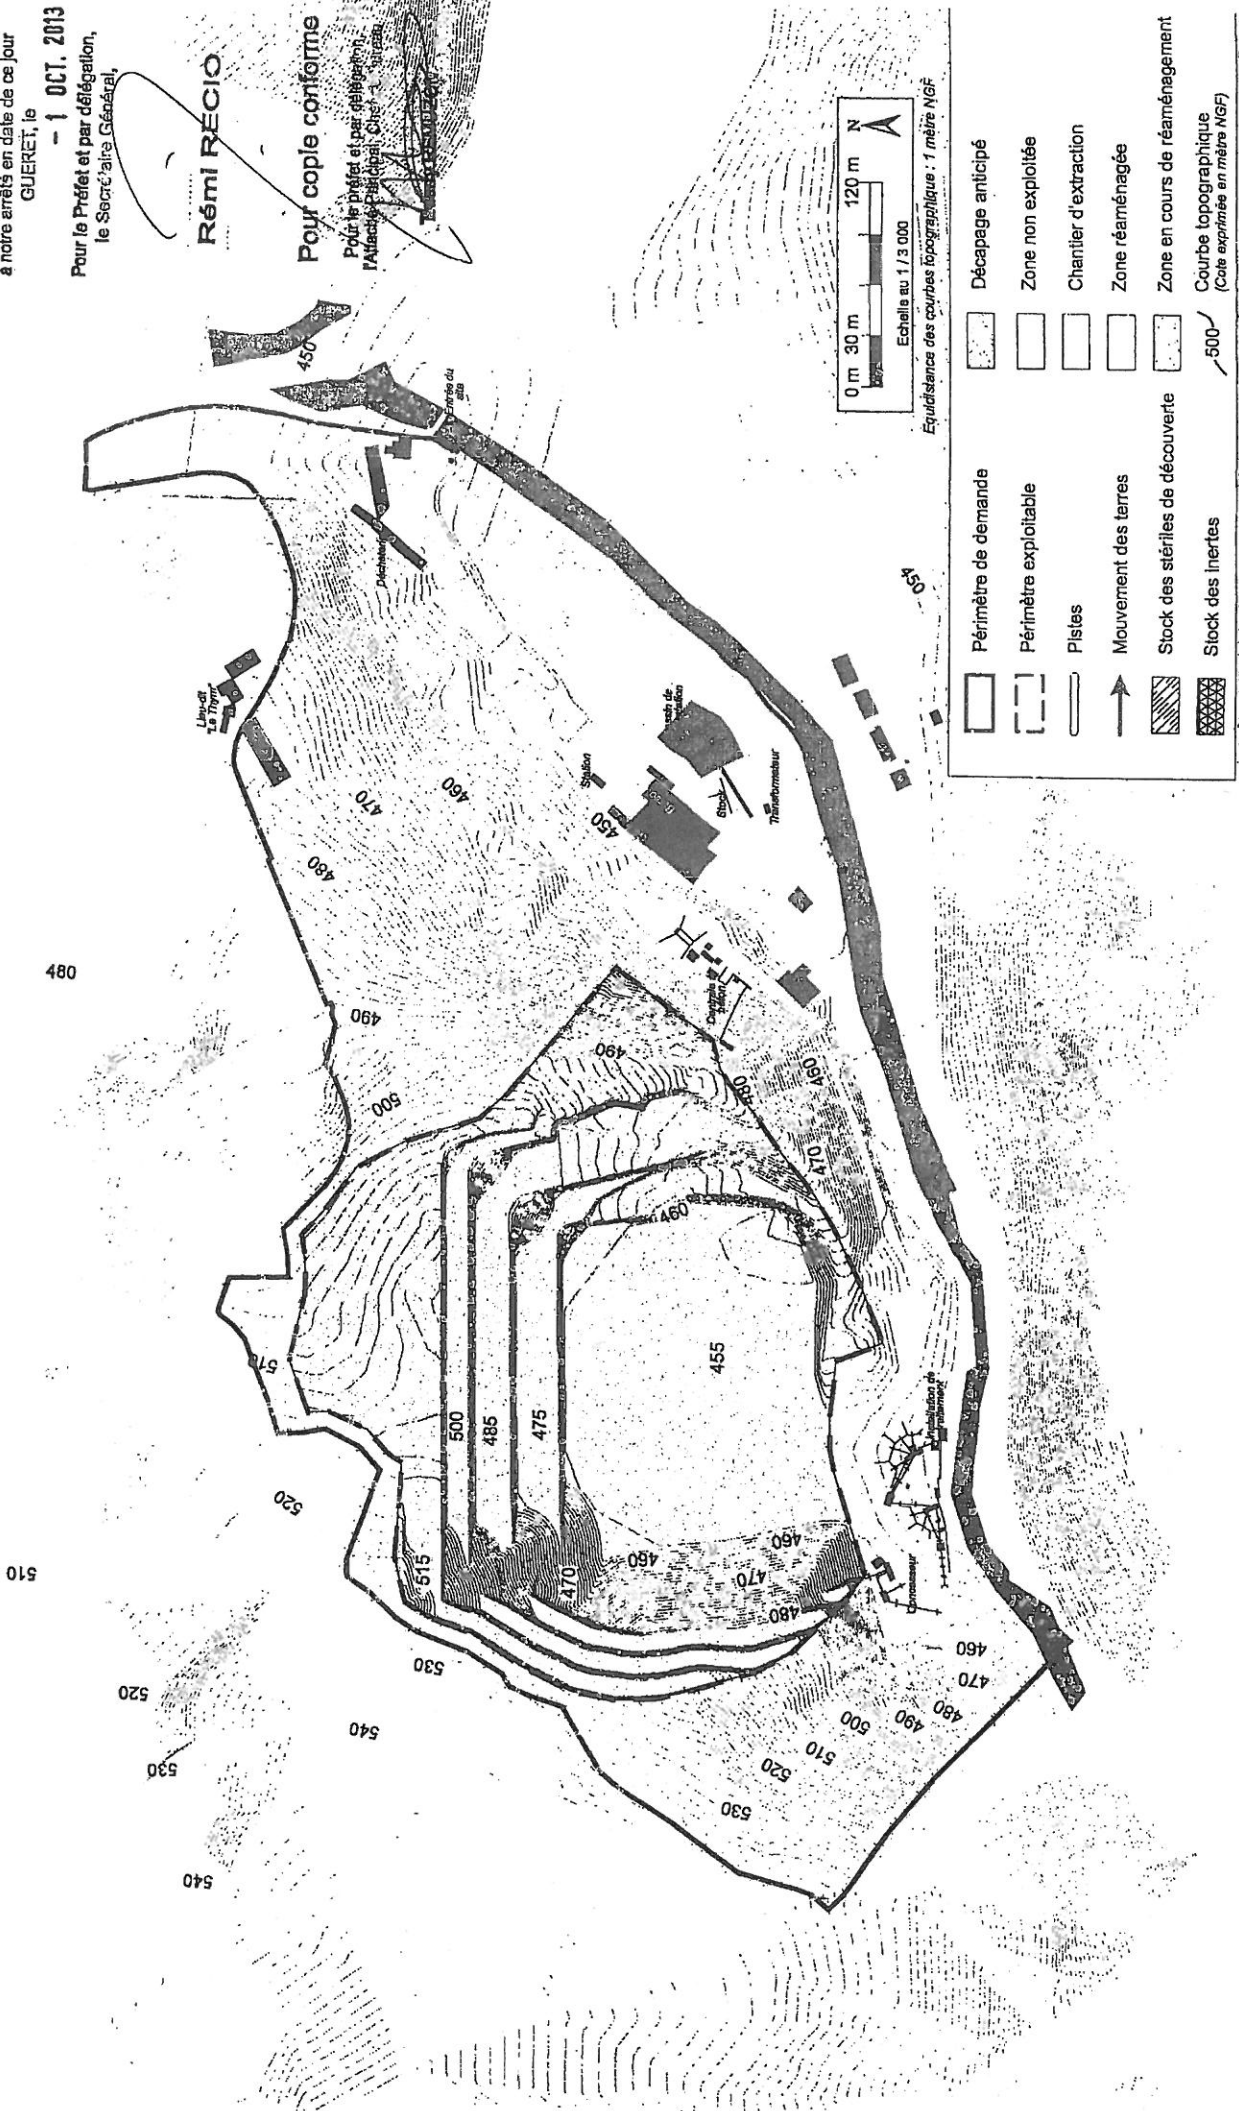 à notre arrêté en date de ce jour
GUERET, le
- 1 OCT. 2013
Pour le Préfet et par délégation,
le Secrétaire Général,
Rémi RECIO
Pour copie conforme
Pour le préfet et par délégation,
450
Entrée du
site
Lieu-dit
"Le Thym"
480
470
460
450
Station
Stock
Transformateur
450
480
490
500
490
480
460
470
460
510
500
485
475
455
520
510
515
470
460
460
470
480
530
520
540
530
540
460
470
480
490
500
510
520
530
Installation de
traitement
Concasseur
0 m 30 m 120 m
N
Echelle au 1 / 3 000
Equidistance des courbes topographique : 1 mètre NGF
Périmètre de demande
Périmètre exploitable
Pistes
Mouvement des terres
Stock des stériles de découverte
Stock des inertes
Décapage anticipé
Zone non exploitée
Chantier d'extraction
Zone réaménagée
Zone en cours de réaménagement
500
Courbe topographique
(Cote exprimée en mètre NGF)